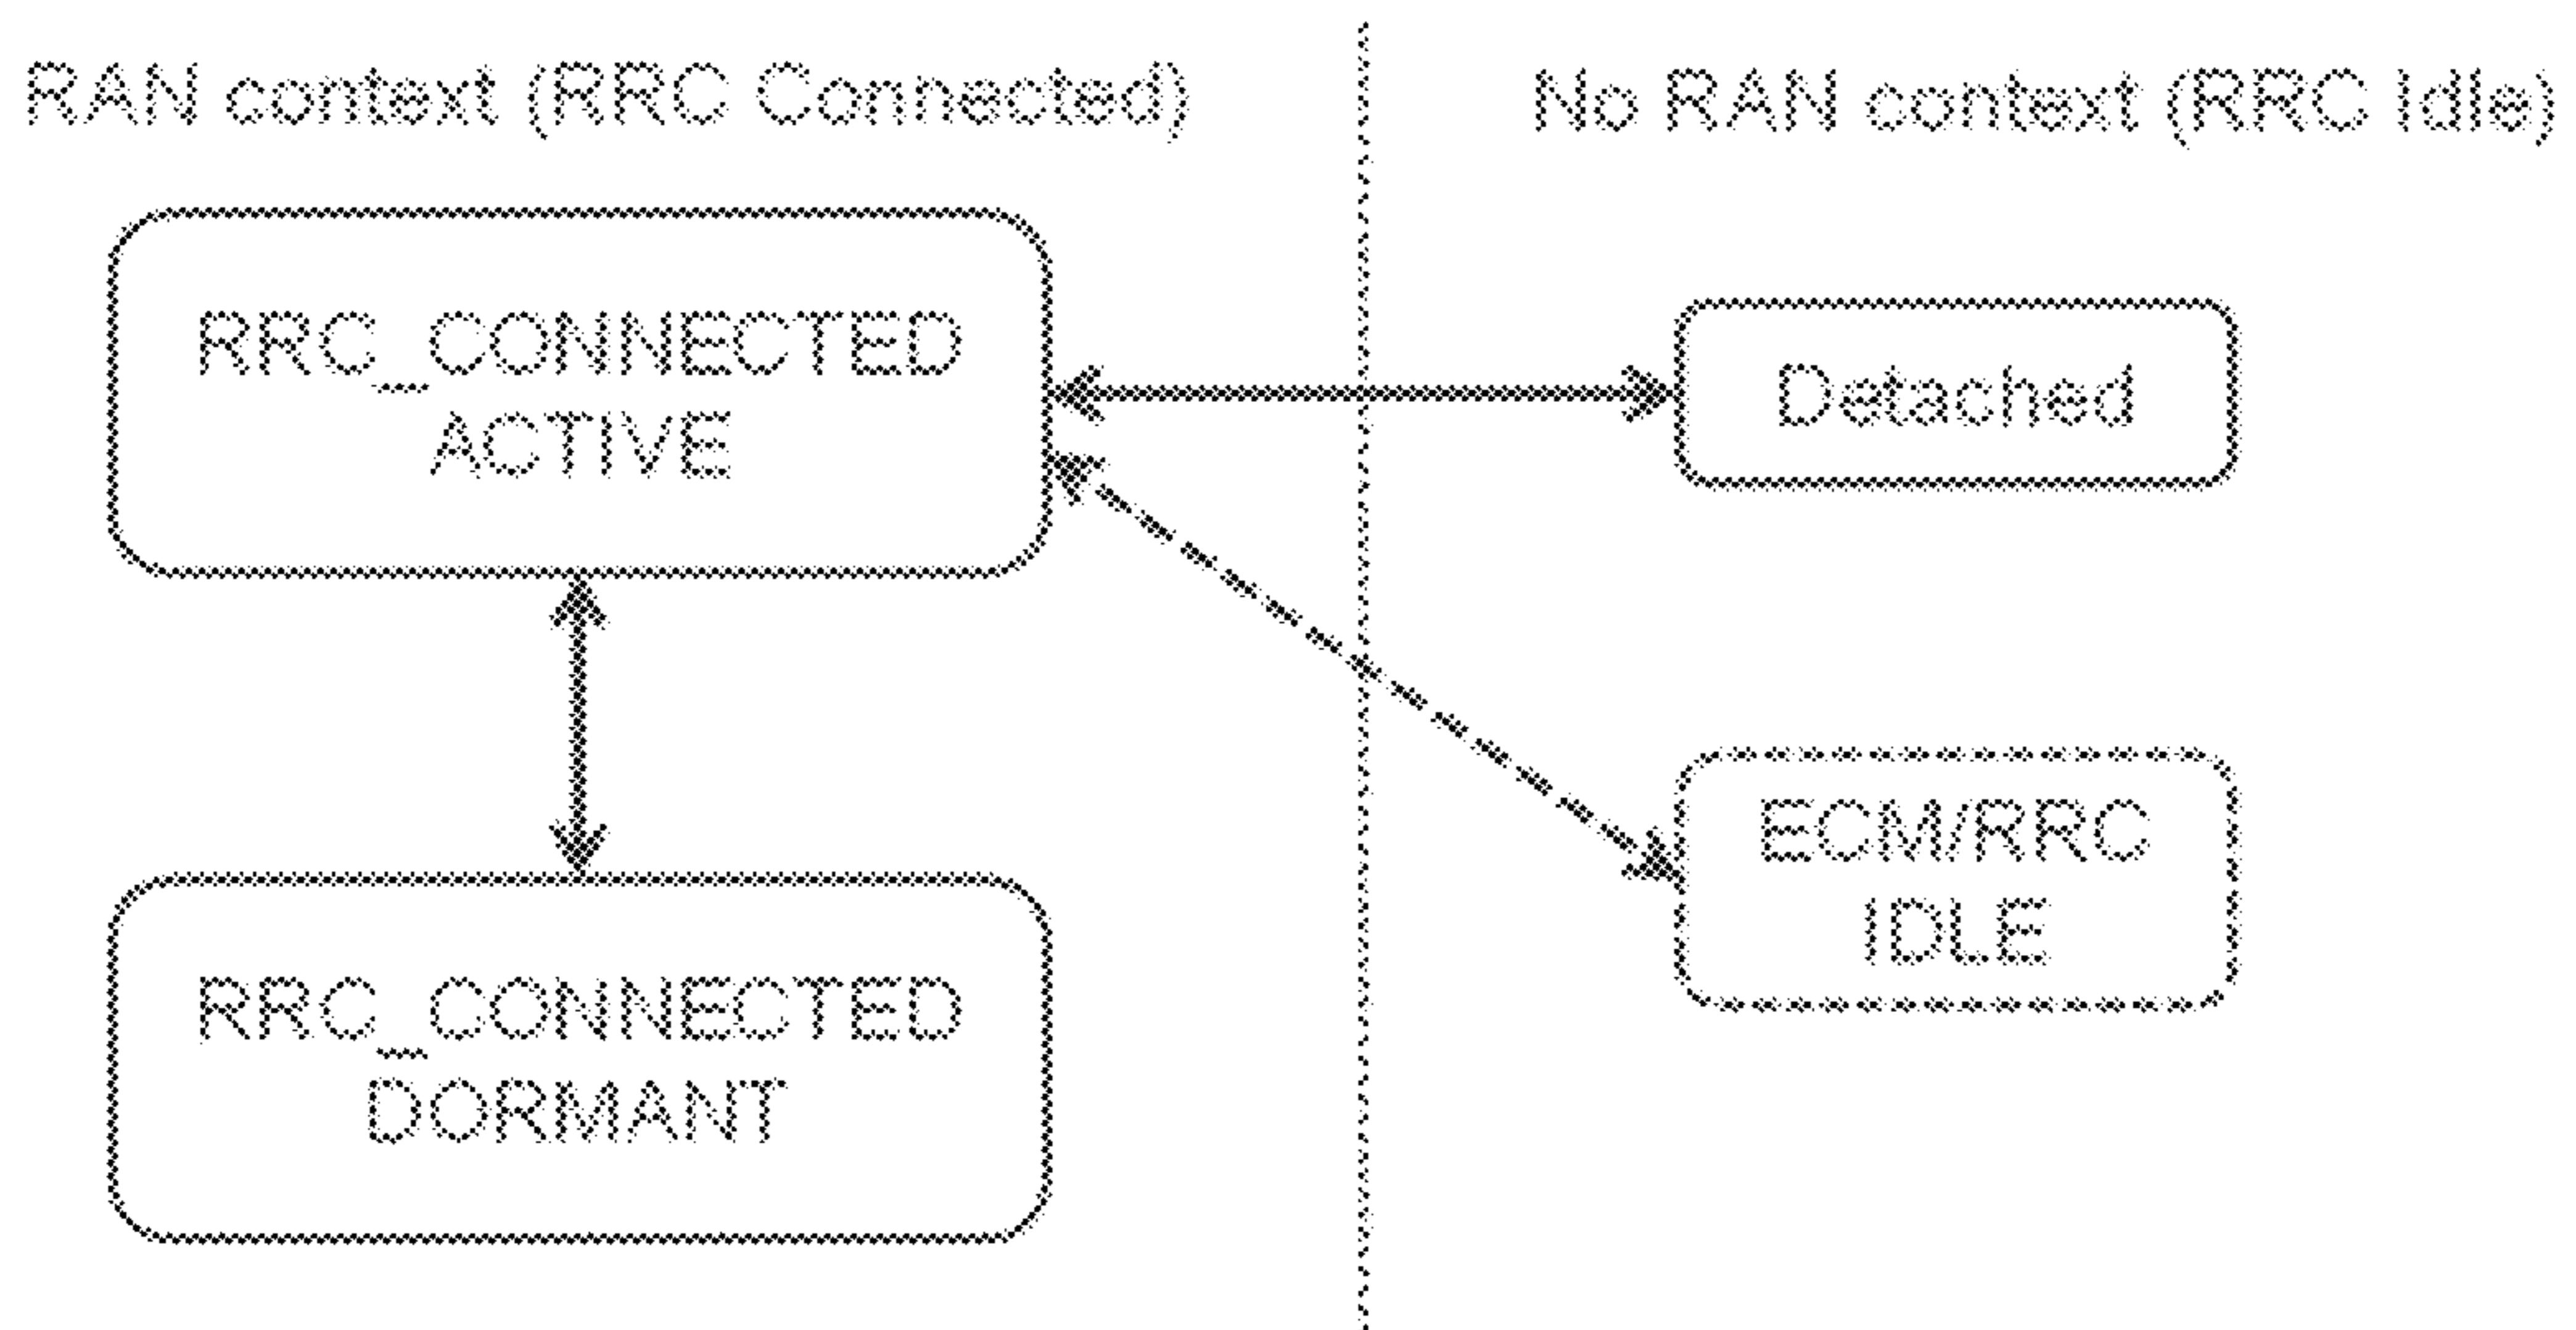 RAN context (RRC Connected)
No RAN context (RRC Idle)
RRC_CONNECTED
ACTIVE
Detached
RRC_CONNECTED
DORMANT
ECM/RRC
IDLE